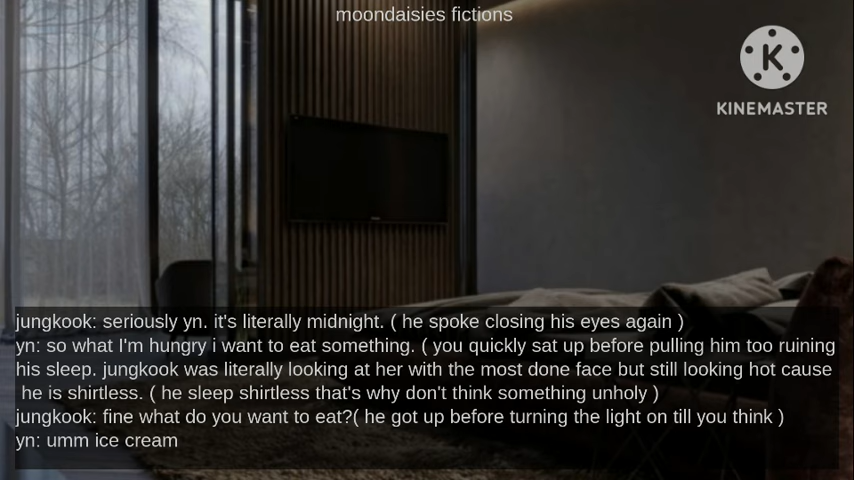 moondaisies fictions
KINEMASTER
jungkook: seriously yn. it's literally midnight. ( he spoke closing his eyes again )
yn: so what I'm hungry i want to eat something. ( you quickly sat up before pulling him too ruining
his sleep. jungkook was literally looking at her with the most done face but still looking hot cause
he is shirtless. ( he sleep shirtless that's why don't think something unholy )
jungkook: fine what do you want to eat?( he got up before turning the light on till you think )
yn: umm ice cream